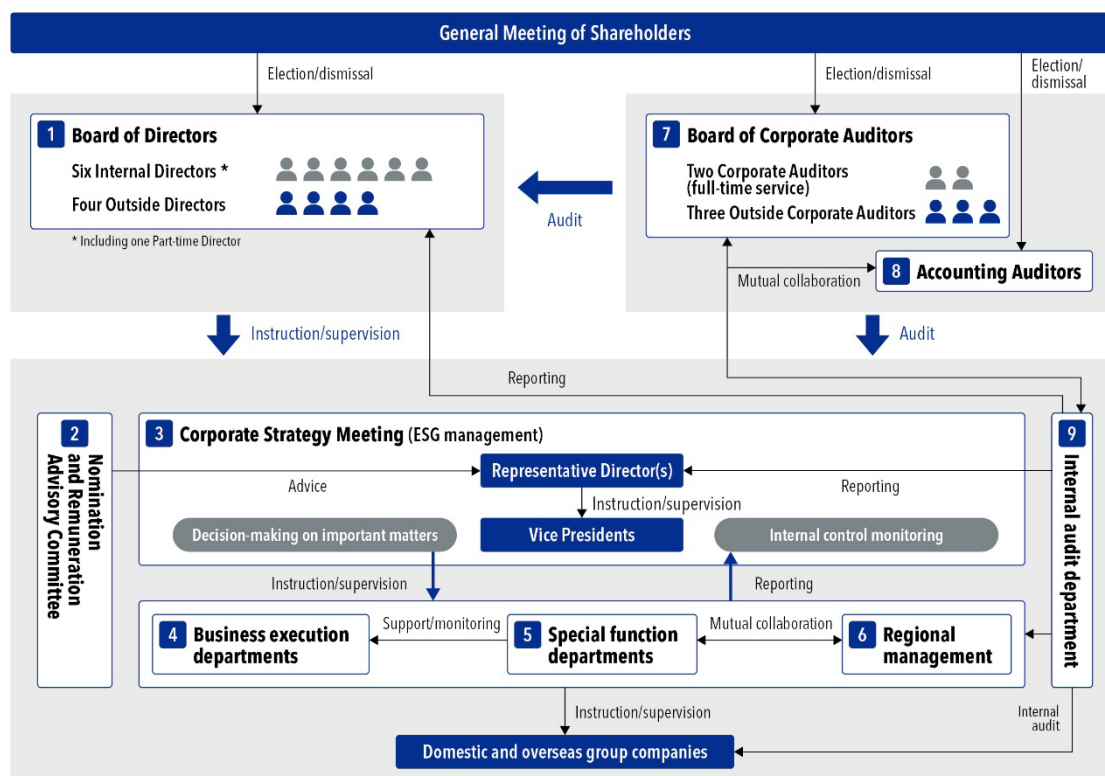 General Meeting of Shareholders
Election/dismissal
Election/dismissal
Election/
dismissal
1 Board of Directors
Six Internal Directors *
Four Outside Directors
* Including one Part-time Director
Audit
7 Board of Corporate Auditors
Two Corporate Auditors
(full-time service)
Three Outside Corporate Auditors
Mutual collaboration
8 Accounting Auditors
Instruction/supervision
Audit
Reporting
2
Nomination
and Remuneration
Advisory Committee
3 Corporate Strategy Meeting (ESG management)
Advice
Representative Director(s)
Reporting
Instruction/supervision
Decision-making on important matters
Vice Presidents
Internal control monitoring
9
Internal audit department
Instruction/supervision
Reporting
4 Business execution
departments
Support/monitoring
5 Special function
departments
Mutual collaboration
6 Regional
management
Instruction/supervision
Internal
audit
Domestic and overseas group companies